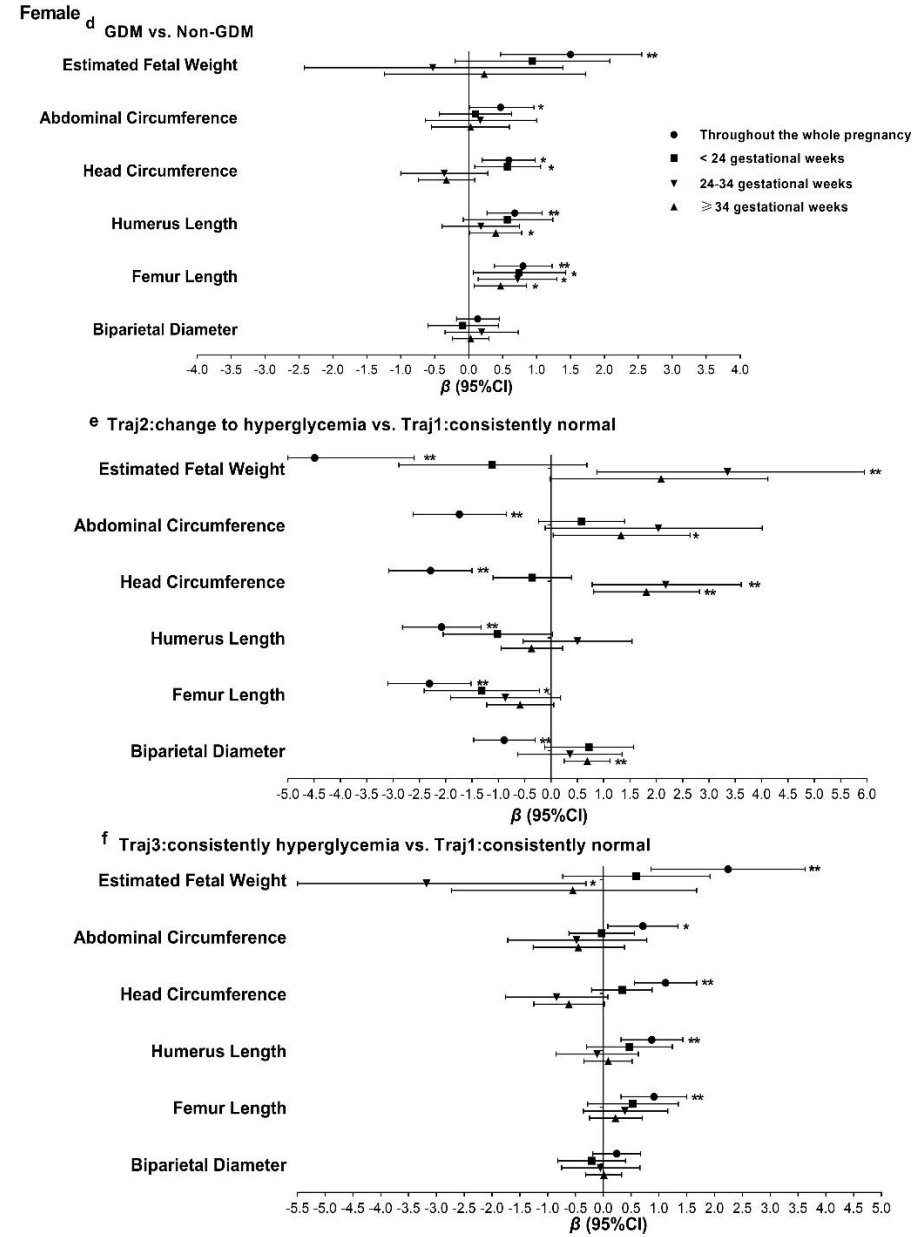 Female d
GDM vs. Non-GDM
Estimated Fetal Weight
**
Abdominal Circumference
*
Head Circumference
*
*
Humerus Length
**
*
Femur Length
**
*
*
*
Biparietal Diameter
● Throughout the whole pregnancy
■ < 24 gestational weeks
▼ 24-34 gestational weeks
▲ ≥34 gestational weeks
-4.0 -3.5 -3.0 -2.5 -2.0 -1.5 -1.0 -0.5 0.0 0.5 1.0 1.5 2.0 2.5 3.0 3.5 4.0
β (95%CI)
e Traj2:change to hyperglycemia vs. Traj1:consistently normal
Estimated Fetal Weight
** **
Abdominal Circumference
**
*
Head Circumference
** **
**
Humerus Length
**
Femur Length
**
*
Biparietal Diameter
**
**
-5.0 -4.5 -4.0 -3.5 -3.0 -2.5 -2.0 -1.5 -1.0 -0.5 0.0 0.5 1.0 1.5 2.0 2.5 3.0 3.5 4.0 4.5 5.0 5.5 6.0
β (95%CI)
f Traj3:consistently hyperglycemia vs. Traj1:consistently normal
Estimated Fetal Weight
**
*
Abdominal Circumference
*
Head Circumference
**
Humerus Length
**
Femur Length
**
Biparietal Diameter
-5.5 -5.0 -4.5 -4.0 -3.5 -3.0 -2.5 -2.0 -1.5 -1.0 -0.5 0.0 0.5 1.0 1.5 2.0 2.5 3.0 3.5 4.0 4.5 5.0
β (95%CI)